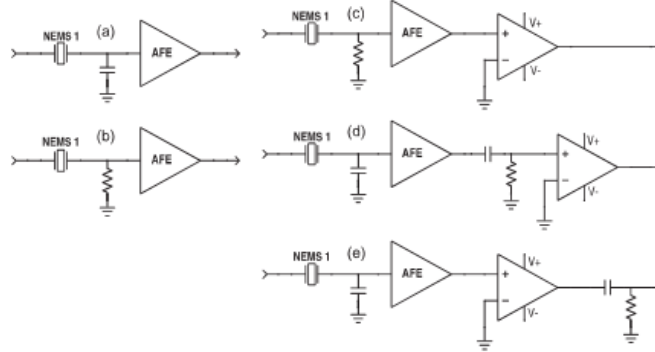 NEMS 1
(a)
AFE
NEMS 1
(b)
AFE
NEMS 1
(c)
AFE
+
−
V+
V-
NEMS 1
(d)
AFE
+
−
V+
V-
NEMS 1
(e)
AFE
+
−
V+
V-